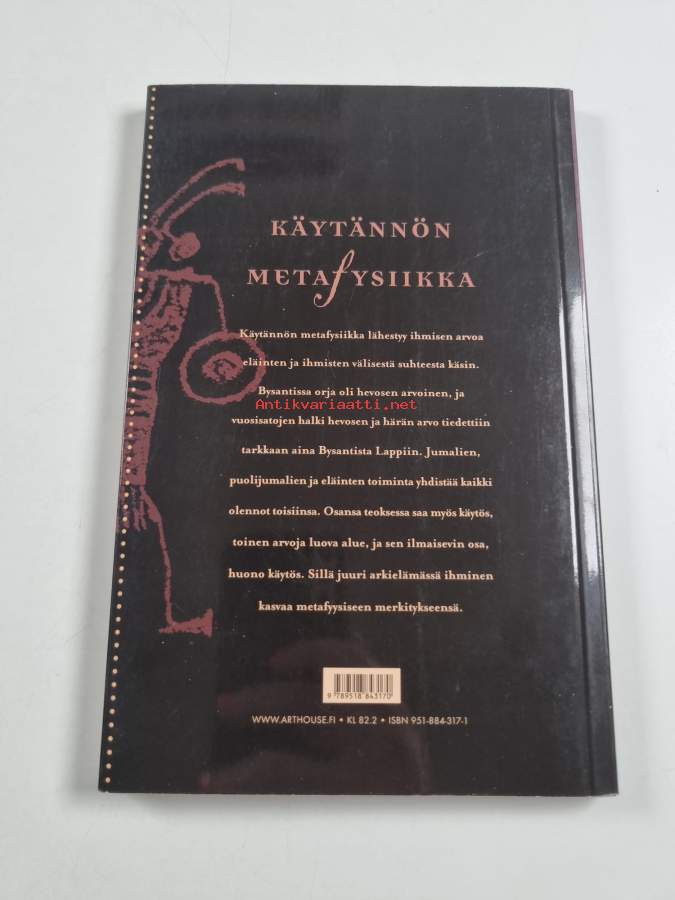 KÄYTÄNNÖN
METAFYSIIKKA
Käytännön metafysiikka lähestyy ihmisen arvoa
eläinten ja ihmisten välisestä suhteesta käsin.
Bysantissa orja oli hevosen arvoinen, ja
Antikvariaatti.net
vuosisatojen halki hevosen ja härän arvo tiedettiin
tarkkaan aina Bysantista Lappiin. Jumalien,
puolijumalien ja eläinten toiminta yhdistää kaikki
olennot toisiinsa. Osansa teoksessa saa myös käytös,
toinen arvoja luova alue, ja sen ilmaisevin osa,
huono käytös. Sillä juuri arkielämässä ihminen
kasvaa metafyysiseen merkitykseensä.
9 789518 843170
WWW.ARTHOUSE.FI • KL 82.2 • ISBN 951-884-317-1